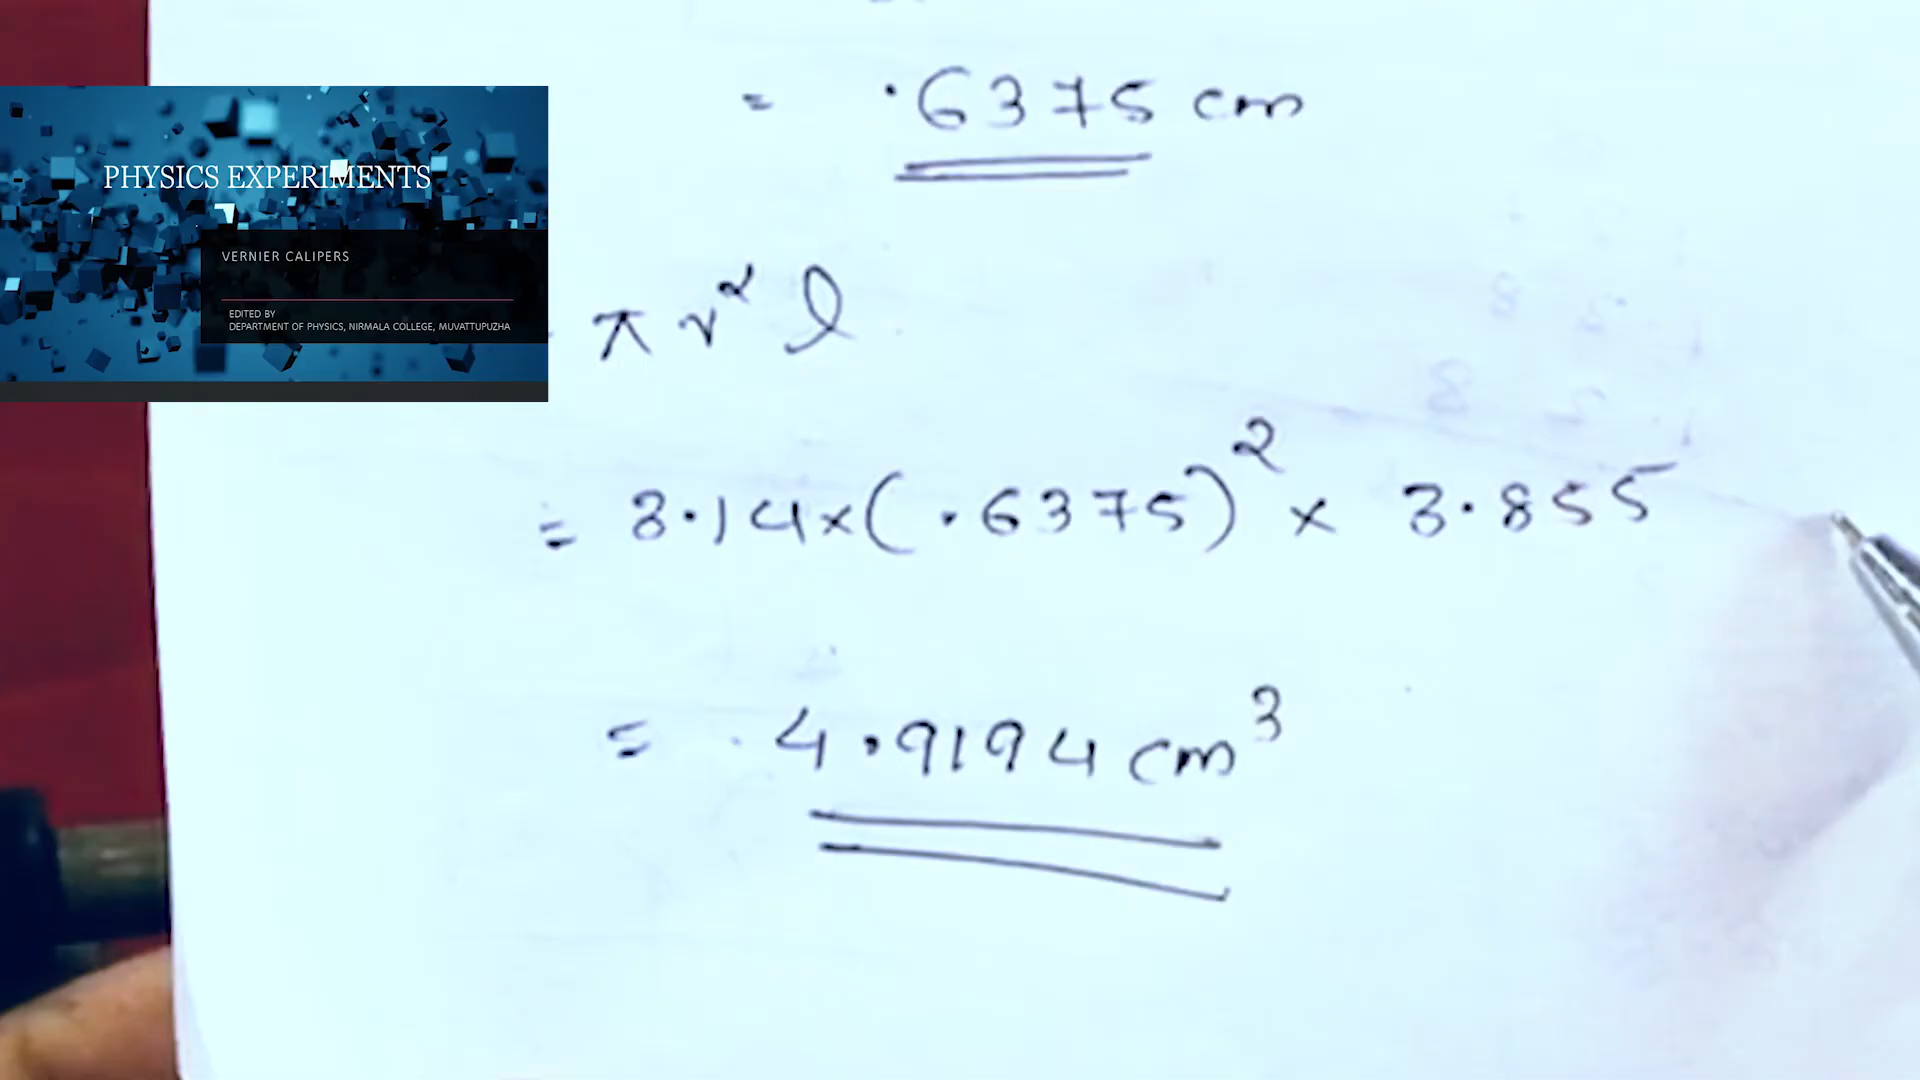 = .6375 cm
PHYSICS EXPERIMENTS
VERNIER CALIPERS
EDITED BY
DEPARTMENT OF PHYSICS, NIRMALA COLLEGE, MUVATTUPUZHA
π r² l
= 3.14 × (.6375)² × 3.855
= 4.9194 cm³